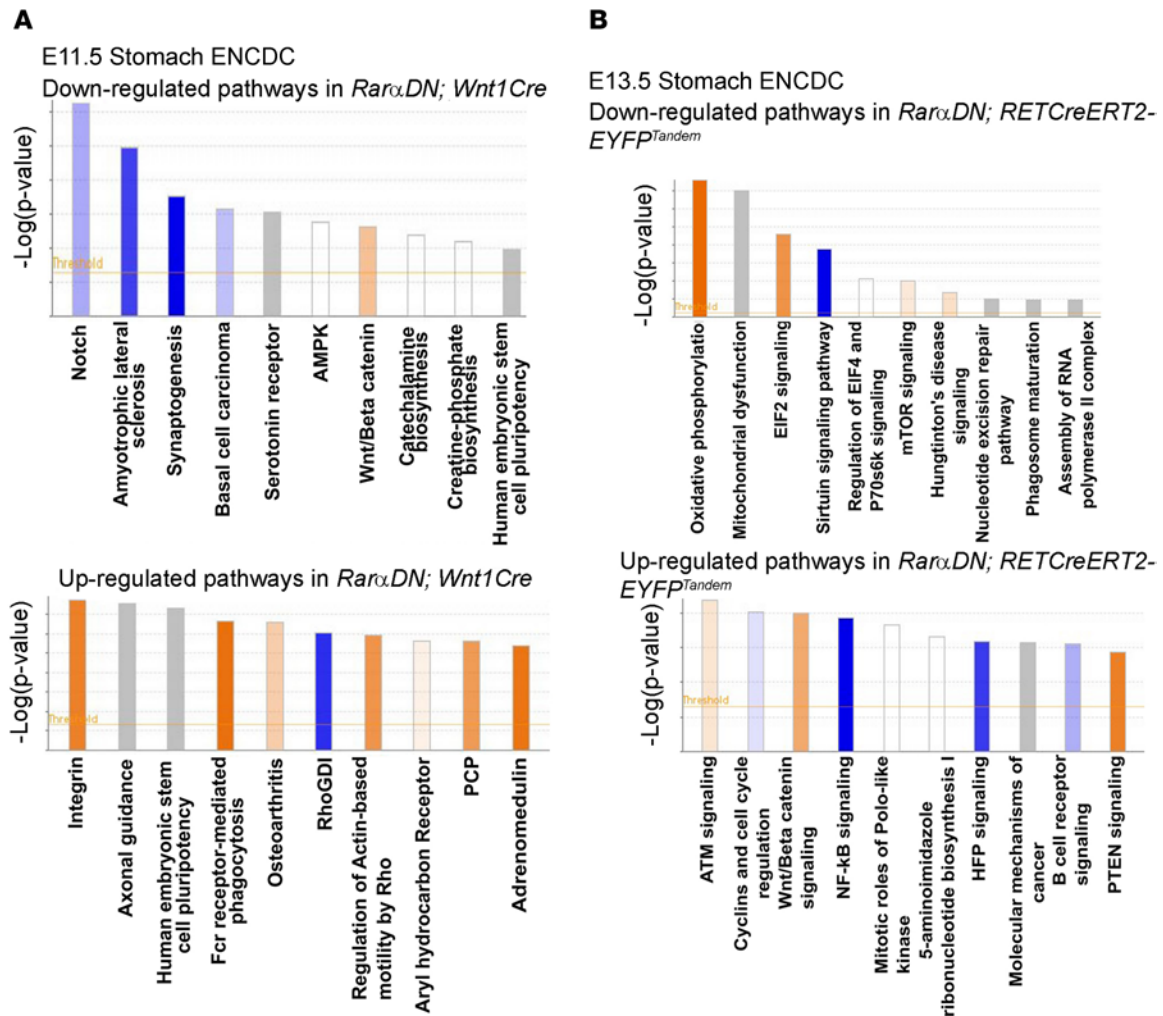 A
E11.5 Stomach ENCDC
Down-regulated pathways in RarαDN; Wnt1Cre
-Log(p-value)
Threshold
Notch
Amyotrophic lateral
sclerosis
Synaptogenesis
Basal cell carcinoma
Serotonin receptor
AMPK
Wnt/Beta catenin
Catechalamine
biosynthesis
Creatine-phosphate
biosynthesis
Human embryonic stem
cell pluripotency
Up-regulated pathways in RarαDN; Wnt1Cre
-Log(p-value)
Threshold
Integrin
Axonal guidance
Human embryonic stem
cell pluripotency
Fcr receptor-mediated
phagocytosis
Osteoarthritis
RhoGDI
Regulation of Actin-based
motility by Rho
Aryl hydrocarbon Receptor
PCP
Adrenomedulin
B
E13.5 Stomach ENCDC
Down-regulated pathways in RarαDN; RETCreERT2-
EYFPTandem
-Log(p-value)
Threshold
Oxidative phosphorylatio
Mitochondrial dysfunction
EIF2 signaling
Sirtuin signaling pathway
Regulation of EIF4 and
P70s6k signaling
mTOR signaling
Hungtinton's disease
signaling
Nucleotide excision repair
pathway
Phagosome maturation
Assembly of RNA
polymerase II complex
Up-regulated pathways in RarαDN; RETCreERT2-
EYFPTandem
-Log(p-value)
Threshold
ATM signaling
Cyclins and cell cycle
regulation
Wnt/Beta catenin
signaling
NF-kB signaling
Mitotic roles of Polo-like
kinase
5-aminoimidazole
ribonucleotide biosynthesis I
HFP signaling
Molecular mechanisms of
cancer
B cell receptor
signaling
PTEN signaling